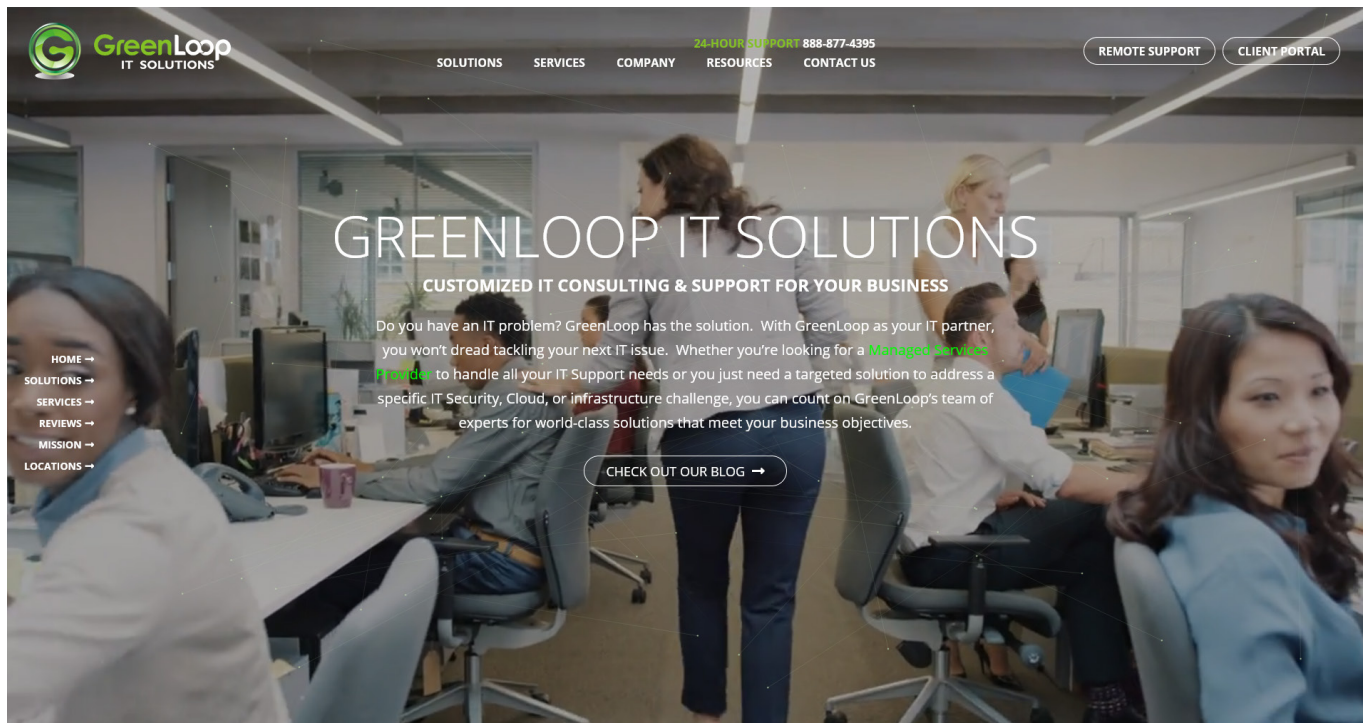 GreenLoop
IT SOLUTIONS
24-HOUR SUPPORT 888-877-4395
SOLUTIONS SERVICES COMPANY RESOURCES CONTACT US
REMOTE SUPPORT CLIENT PORTAL
GREENLOOP IT SOLUTIONS
CUSTOMIZED IT CONSULTING & SUPPORT FOR YOUR BUSINESS
Do you have an IT problem? GreenLoop has the solution. With GreenLoop as your IT partner,
you won't dread tackling your next IT issue. Whether you're looking for a Managed Services
Provider to handle all your IT Support needs or you just need a targeted solution to address a
specific IT Security, Cloud, or infrastructure challenge, you can count on GreenLoop's team of
experts for world-class solutions that meet your business objectives.
CHECK OUT OUR BLOG →
HOME →
SOLUTIONS →
SERVICES →
REVIEWS →
MISSION →
LOCATIONS →